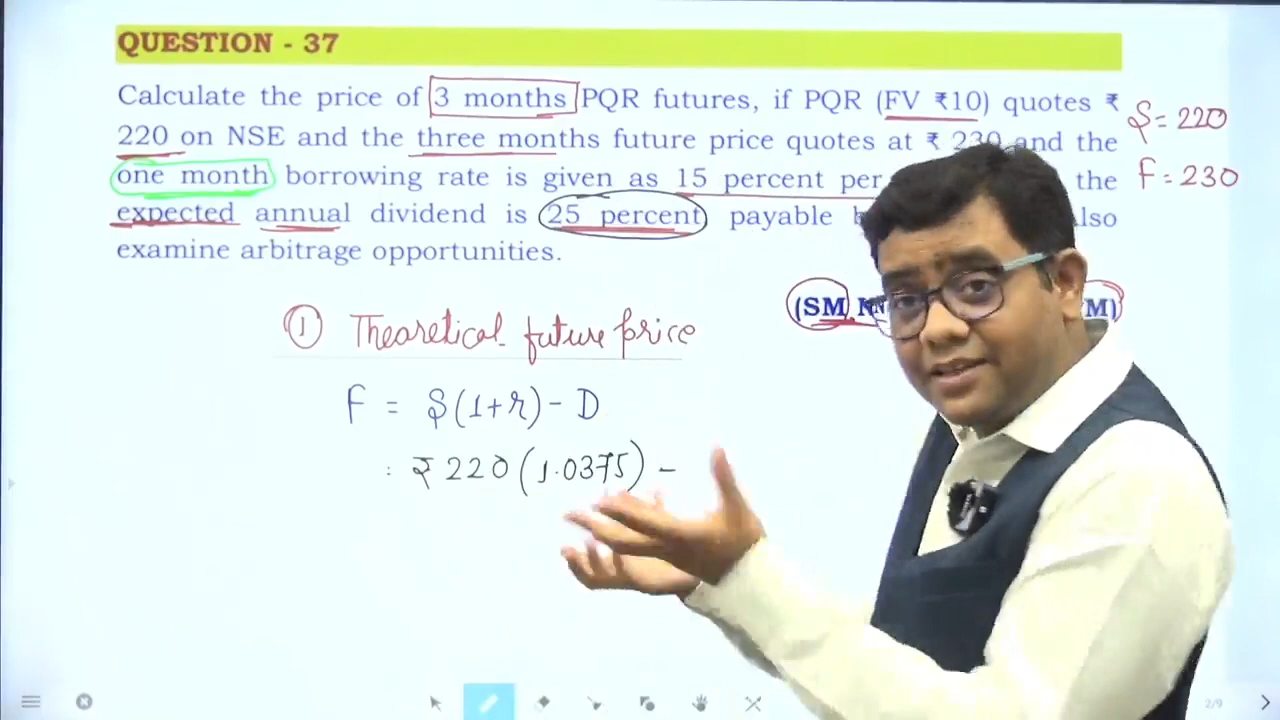 QUESTION - 37
Calculate the price of 3 months PQR futures, if PQR (FV ₹10) quotes ₹
220 on NSE and the three months future price quotes at ₹ 230 and the
one month borrowing rate is given as 15 percent per the
expected annual dividend is 25 percent payable
examine arbitrage opportunities.
S = 220
F = 230
(SM M)
① Theoretical future price
F = S(1+r) - D
: ₹ 220 (1.0375) -
2/9